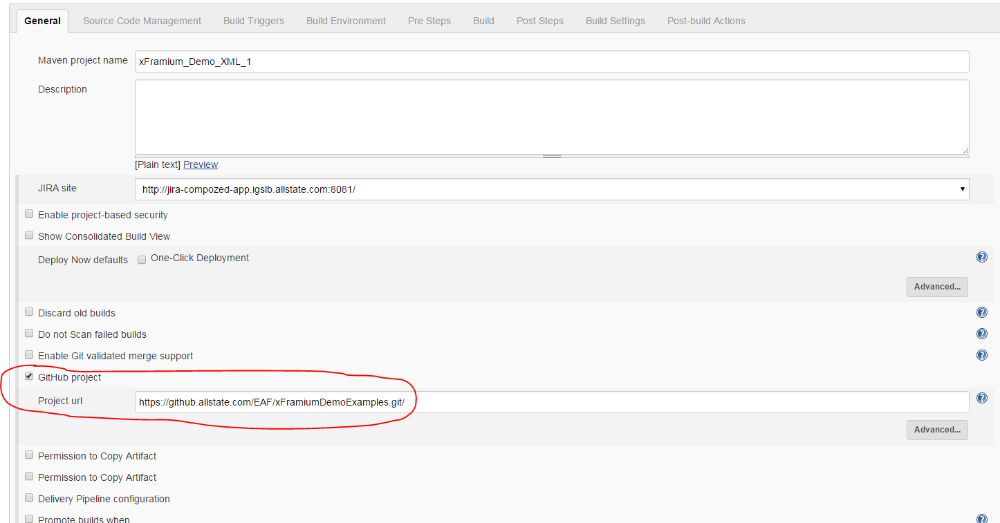 General Source Code Management Build Triggers Build Environment Pre Steps Build Post Steps Build Settings Post-build Actions
Maven project name xFramium_Demo_XML_1
Description
[Plain text] Preview
JIRA site http://jira-compozed-app.igslb.allstate.com:8081/
Enable project-based security
Show Consolidated Build View
Deploy Now defaults One-Click Deployment
Advanced...
Discard old builds
Do not Scan failed builds
Enable Git validated merge support
GitHub project
Project url https://github.allstate.com/EAF/xFramiumDemoExamples.git/
Advanced...
Permission to Copy Artifact
Permission to Copy Artifact
Delivery Pipeline configuration
Promote builds when